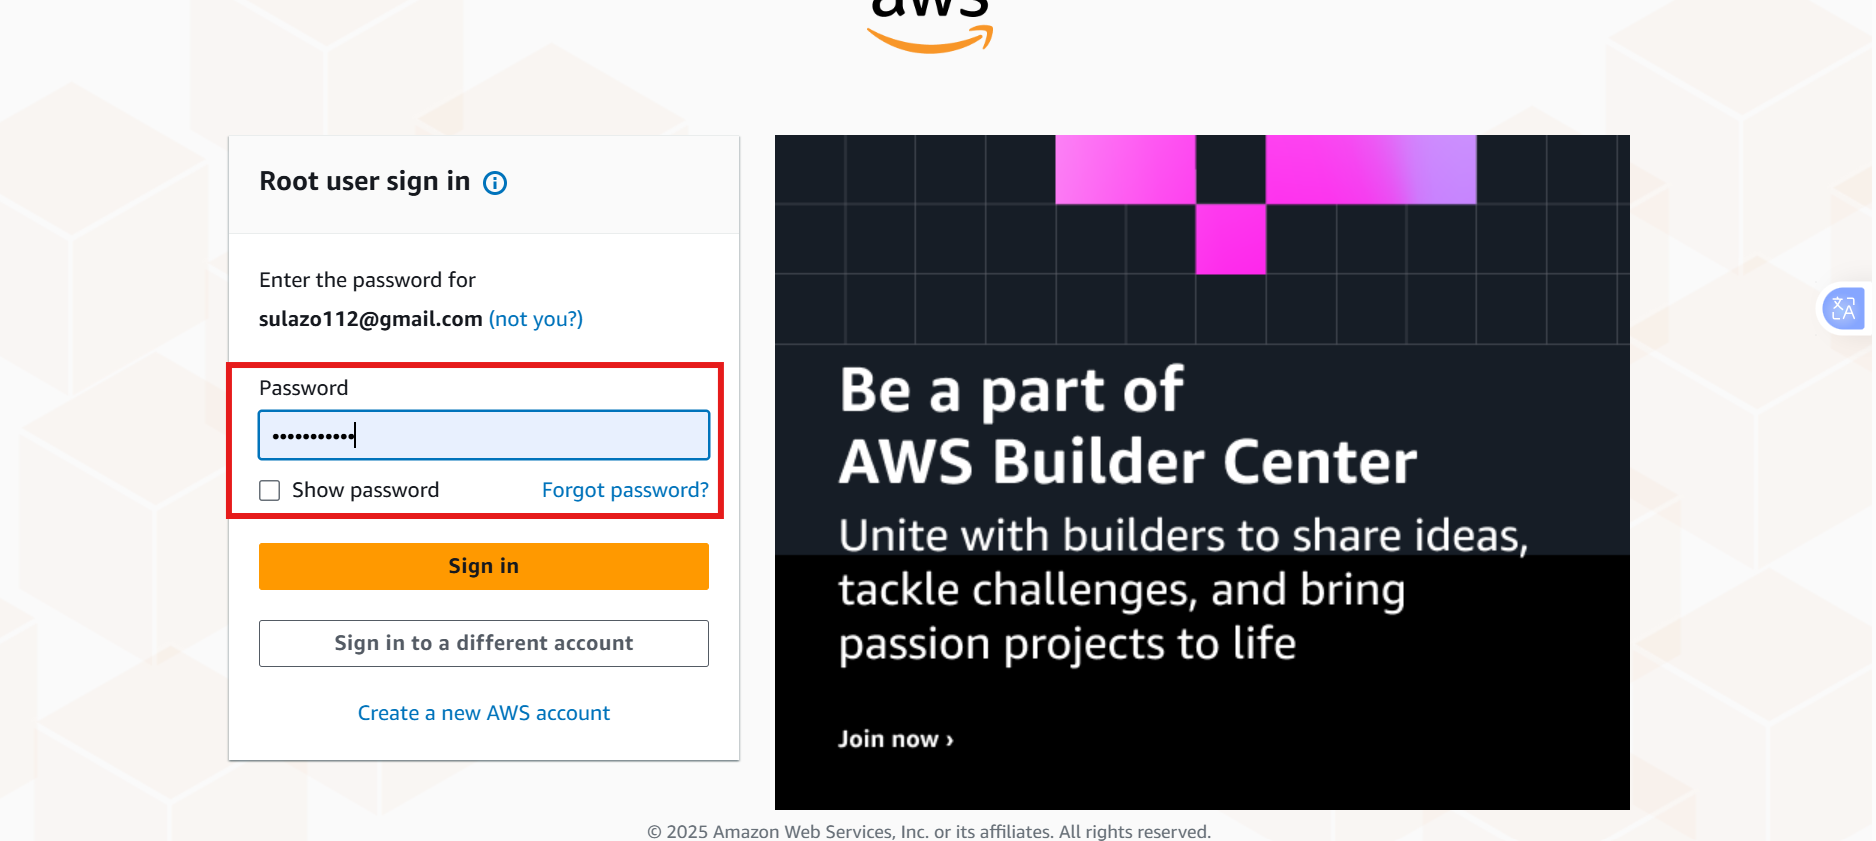 aws
Root user sign in
Enter the password for
sulazo112@gmail.com (not you?)
Password
•••••••••••
Show password
Forgot password?
Sign in
Sign in to a different account
Create a new AWS account
Be a part of
AWS Builder Center
Unite with builders to share ideas,
tackle challenges, and bring
passion projects to life
Join now ›
© 2025 Amazon Web Services, Inc. or its affiliates. All rights reserved.